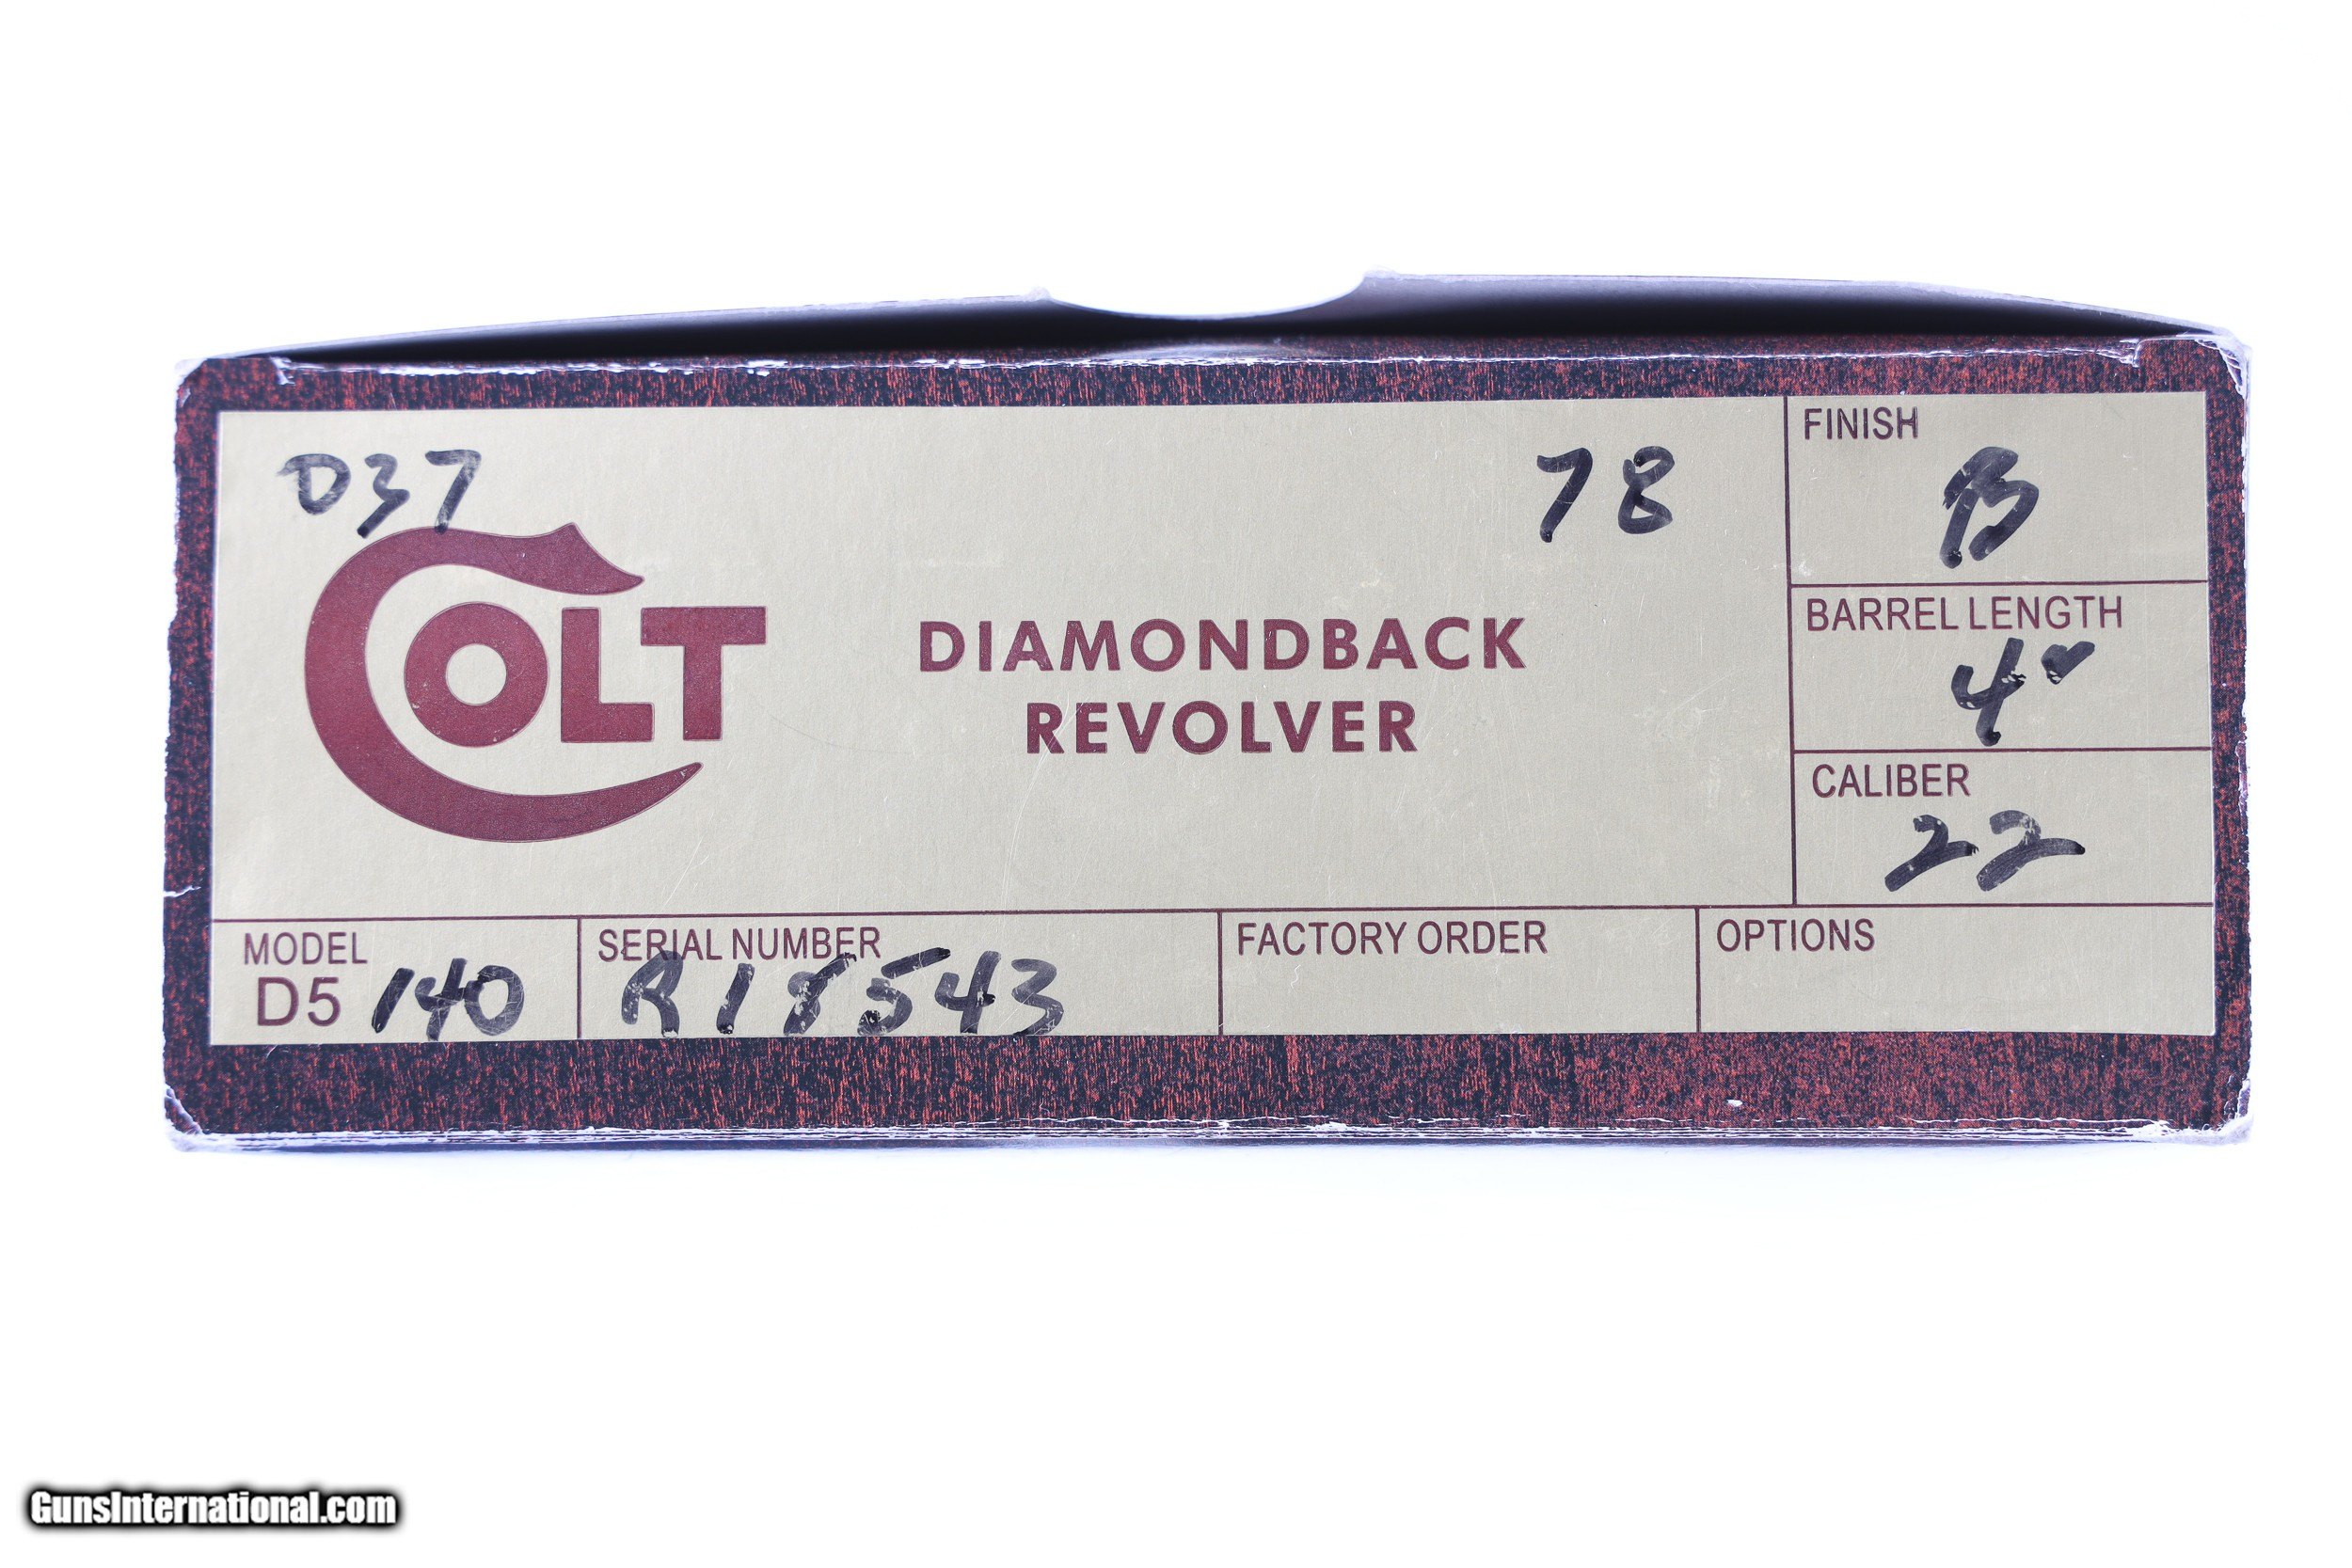 D37
78
COLT
DIAMONDBACK
REVOLVER
FINISH
B
BARREL LENGTH
4"
CALIBER
22
MODEL
D5 140
SERIAL NUMBER
R18543
FACTORY ORDER
OPTIONS
GunsInternational.com